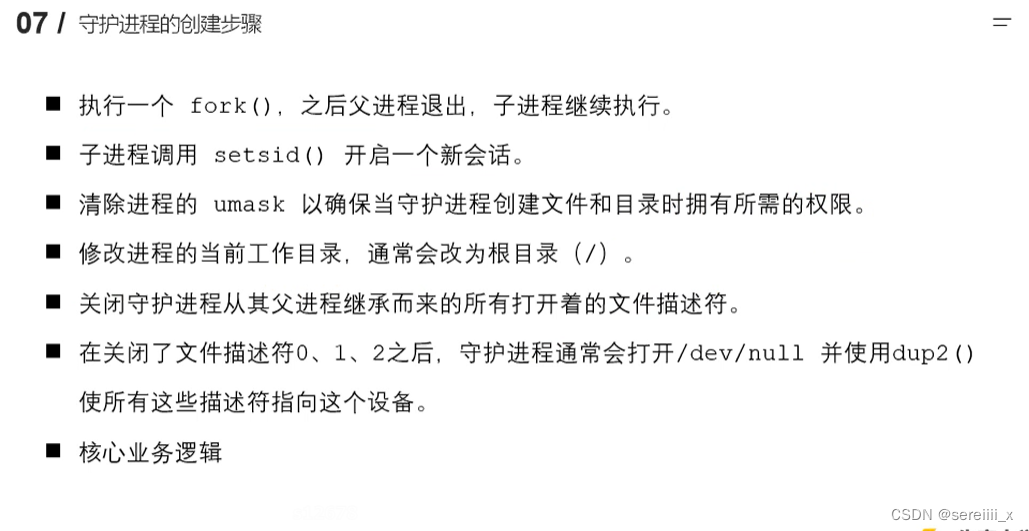 07 / 守护进程的创建步骤
■ 执行一个 fork(), 之后父进程退出, 子进程继续执行。
■ 子进程调用 setsid() 开启一个新会话。
■ 清除进程的 umask 以确保当守护进程创建文件和目录时拥有所需的权限。
■ 修改进程的当前工作目录, 通常会改为根目录 (/) 。
■ 关闭守护进程从其父进程继承而来的所有打开着的文件描述符。
■ 在关闭了文件描述符0、1、2之后, 守护进程通常会打开/dev/null 并使用dup2()
使所有这些描述符指向这个设备。
■ 核心业务逻辑
CSDN @sereiiii_x